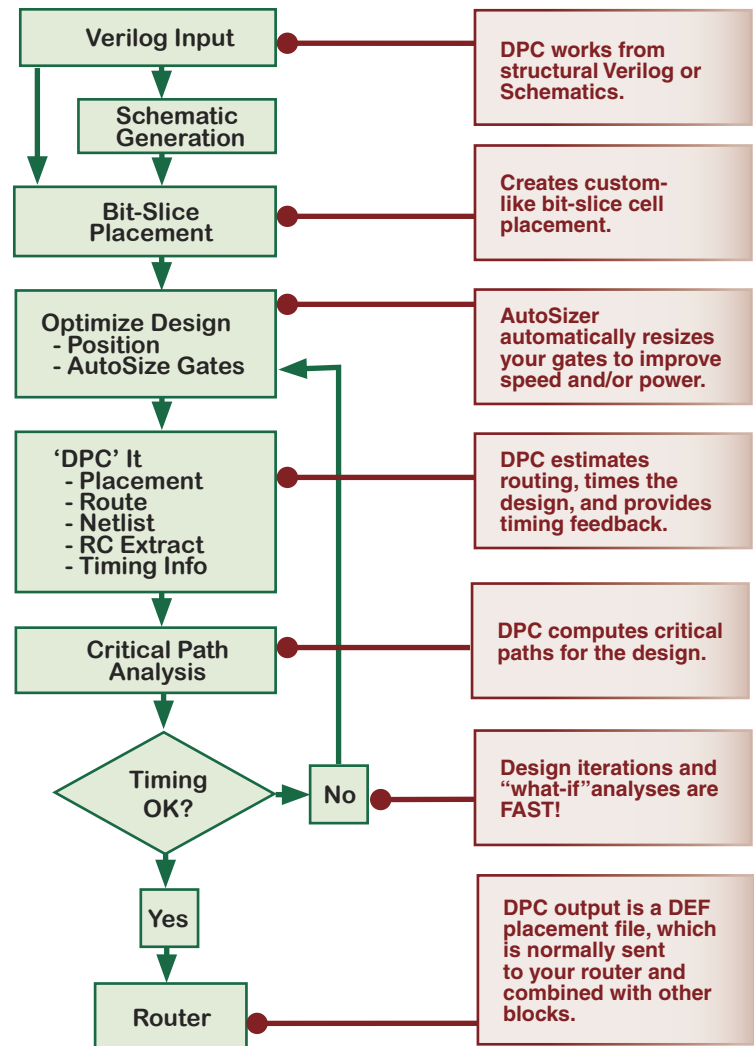 Verilog Input
DPC works from
structural Verilog or
Schematics.
Schematic
Generation
Bit-Slice
Placement
Creates custom-
like bit-slice cell
placement.
Optimize Design
- Position
- AutoSize Gates
AutoSizer
automatically resizes
your gates to improve
speed and/or power.
‘DPC’ It
- Placement
- Route
- Netlist
- RC Extract
- Timing Info
DPC estimates
routing, times the
design, and provides
timing feedback.
Critical Path
Analysis
DPC computes critical
paths for the design.
Timing
OK?
No
Design iterations and
“what-if”analyses are
FAST!
Yes
Router
DPC output is a DEF
placement file, which
is normally sent
to your router and
combined with other
blocks.